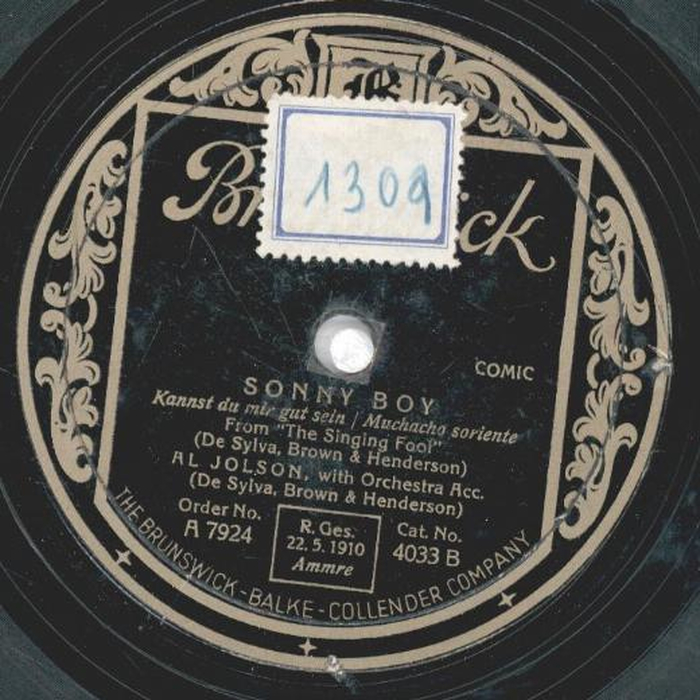 1309
Br ick
COMIC
SONNY BOY
Kannst du mir gut sein / Muchacho soriente
From "The Singing Fool"
(De Sylva, Brown & Henderson)
AL JOLSON, with Orchestra Acc.
(De Sylva, Brown & Henderson)
Order No.
A 7924
R. Ges.
22. 5. 1910
Ammre
Cat. No.
4033 B
THE BRUNSWICK-BALKE-COLLENDER COMPANY